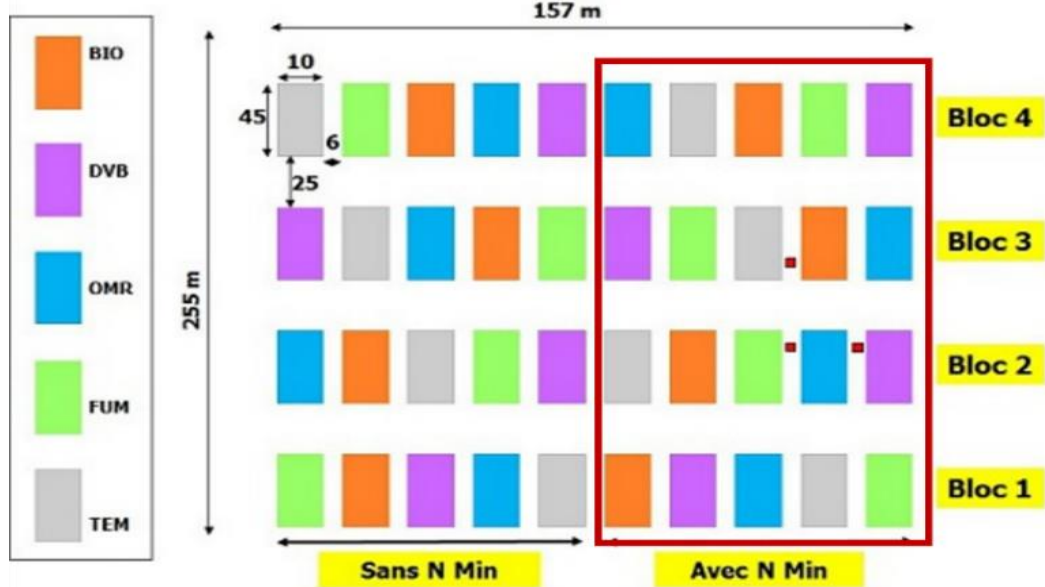 157 m
BIO
DVB
OMR
FUM
TEM
255 m
10
45
6
25
Bloc 4
Bloc 3
Bloc 2
Bloc 1
Sans N Min
Avec N Min